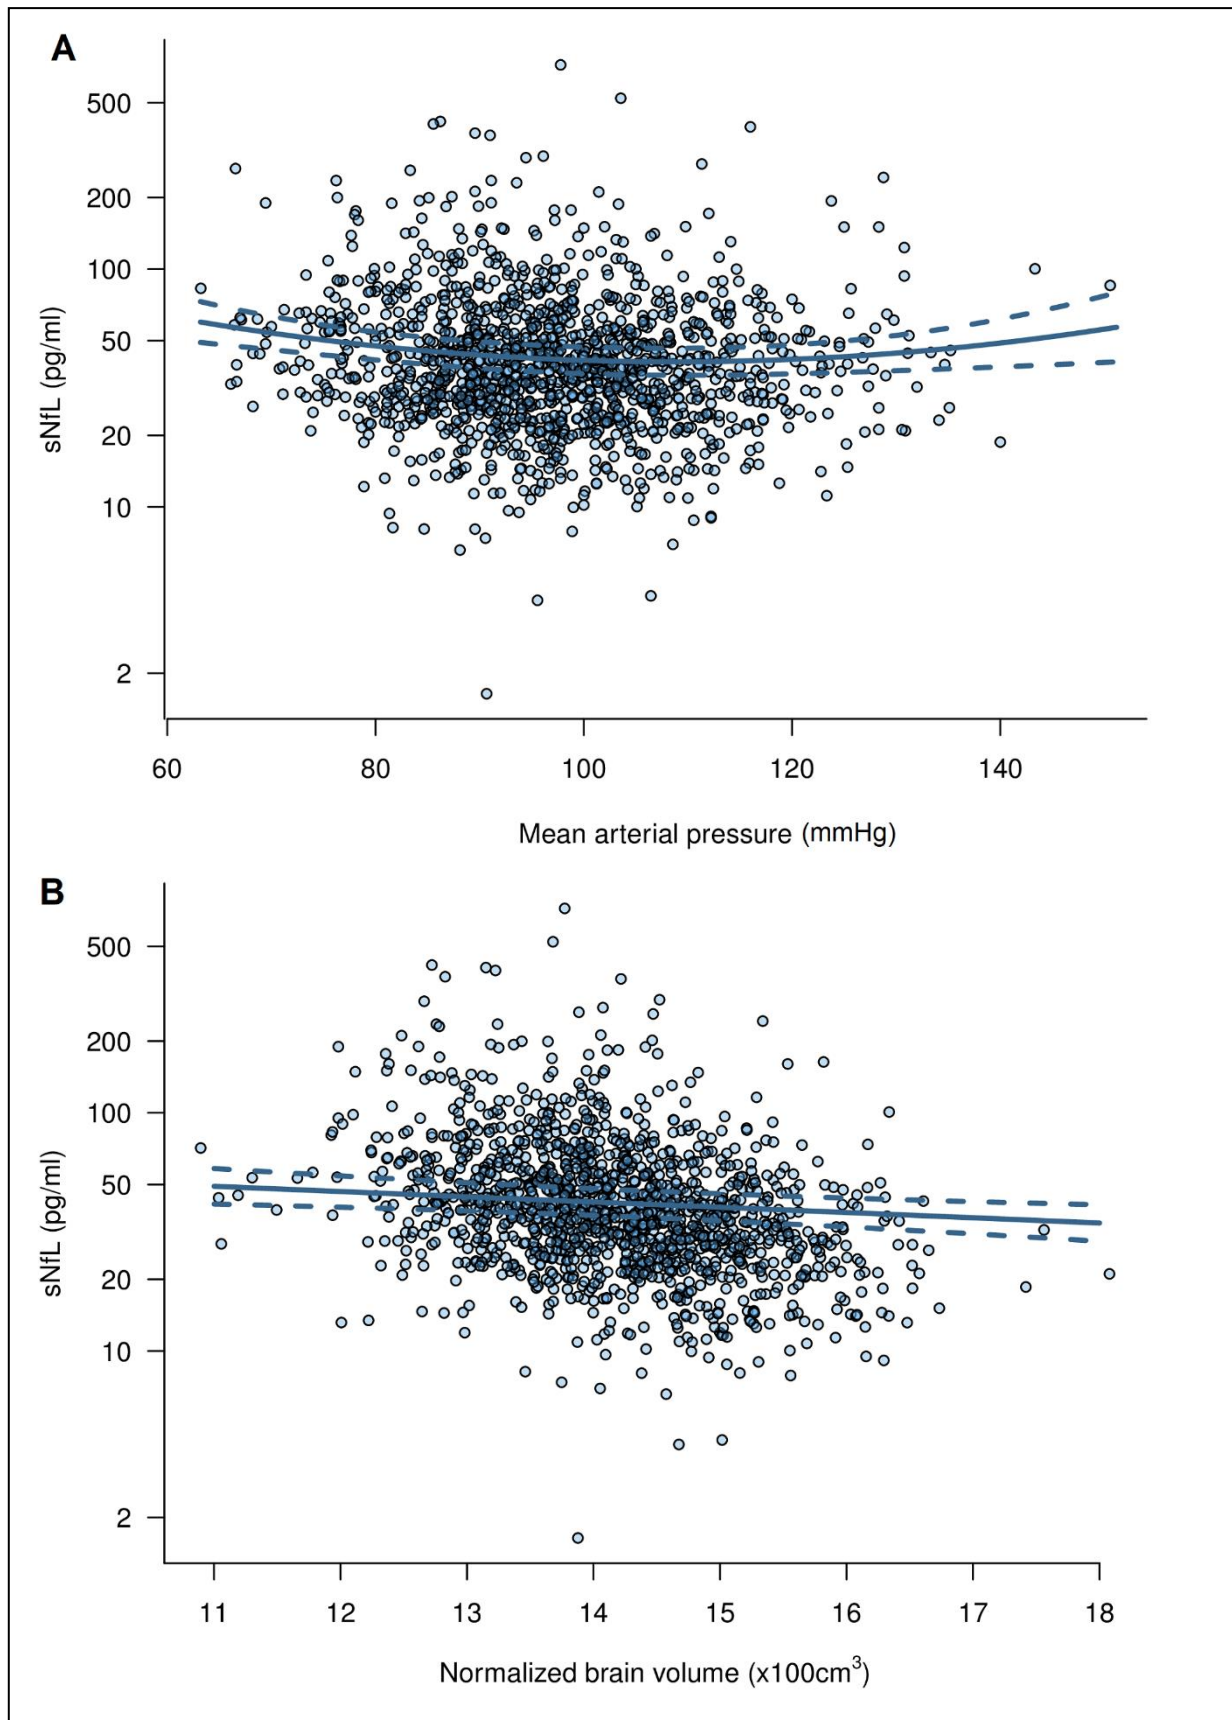 A
500
200
100
50
20
10
2
sNfL (pg/ml)
60 80 100 120 140
Mean arterial pressure (mmHg)
B
500
200
100
50
20
10
2
sNfL (pg/ml)
11 12 13 14 15 16 17 18
Normalized brain volume (x100cm³)